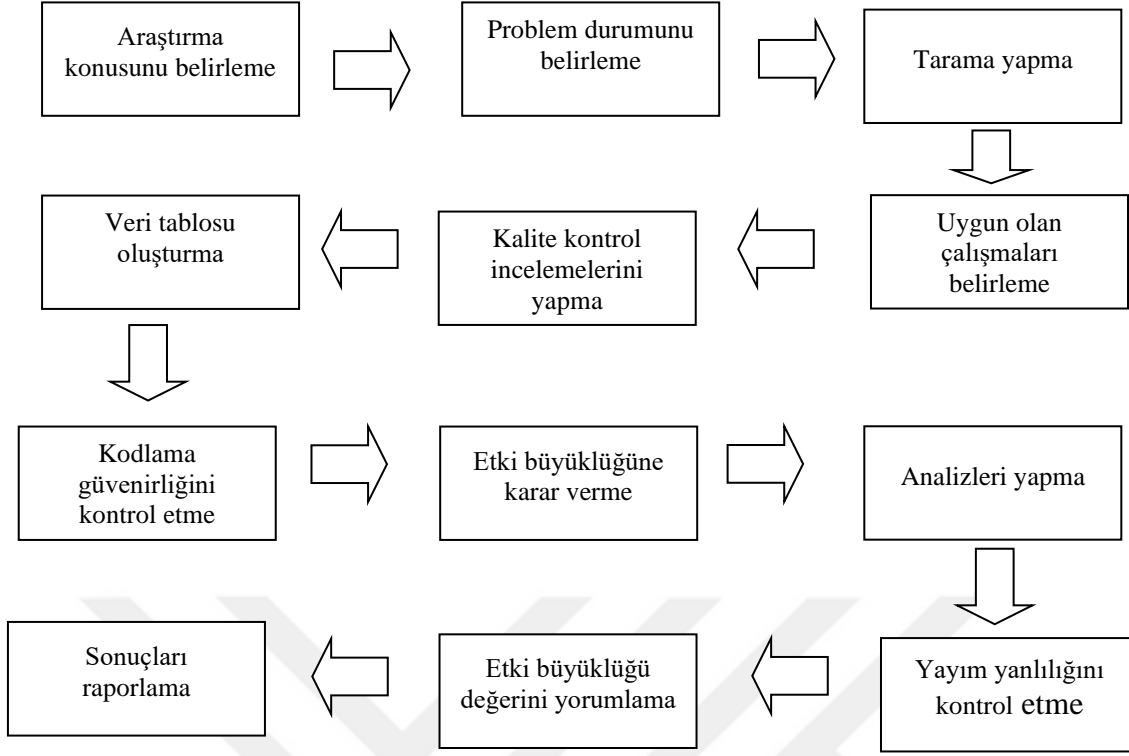 Araştırma
konusunu belirleme
Problem durumunu
belirleme
Tarama yapma
Uygun olan
çalışmaları
belirleme
Kalite kontrol
incelemelerini
yapma
Veri tablosu
oluşturma
Kodlama
güvenirliğini
kontrol etme
Etki büyüklüğüne
karar verme
Analizleri yapma
Yayım yanlılığını
kontrol etme
Etki büyüklüğü
değerini yorumlama
Sonuçları
raporlama